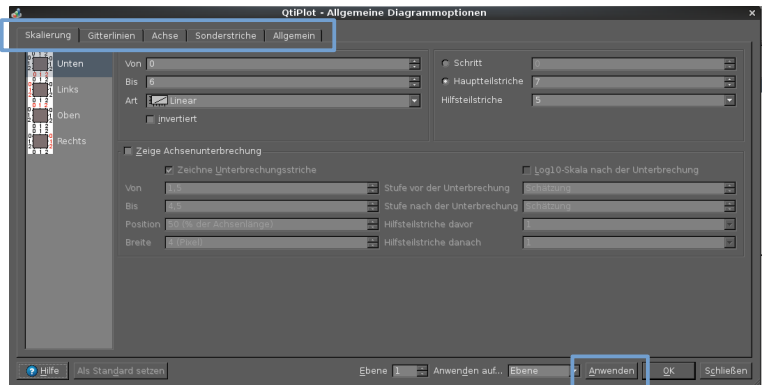 QtiPlot - Allgemeine Diagrammoptionen
Skalierung Gitterlinien Achse Sonderstriche Allgemein
Unten
Links
Oben
Rechts
Von 0
Bis 6
Art Linear
invertiert
Schritt 0
Hauptteilstriche 7
Hilfsteilstriche 5
Zeige Achsenunterbrechung
Zeichne Unterbrechungsstriche Log10-Skala nach der Unterbrechung
Von 1,5 Stufe vor der Unterbrechung Schätzung
Bis 4,5 Stufe nach der Unterbrechung Schätzung
Position 50 (% der Achsenlänge) Hilfsteilstriche davor 1
Breite 4 (Pixel) Hilfsteilstriche danach 1
Hilfe Als Standard setzen Ebene 1 Anwenden auf... Ebene Anwenden OK Schließen